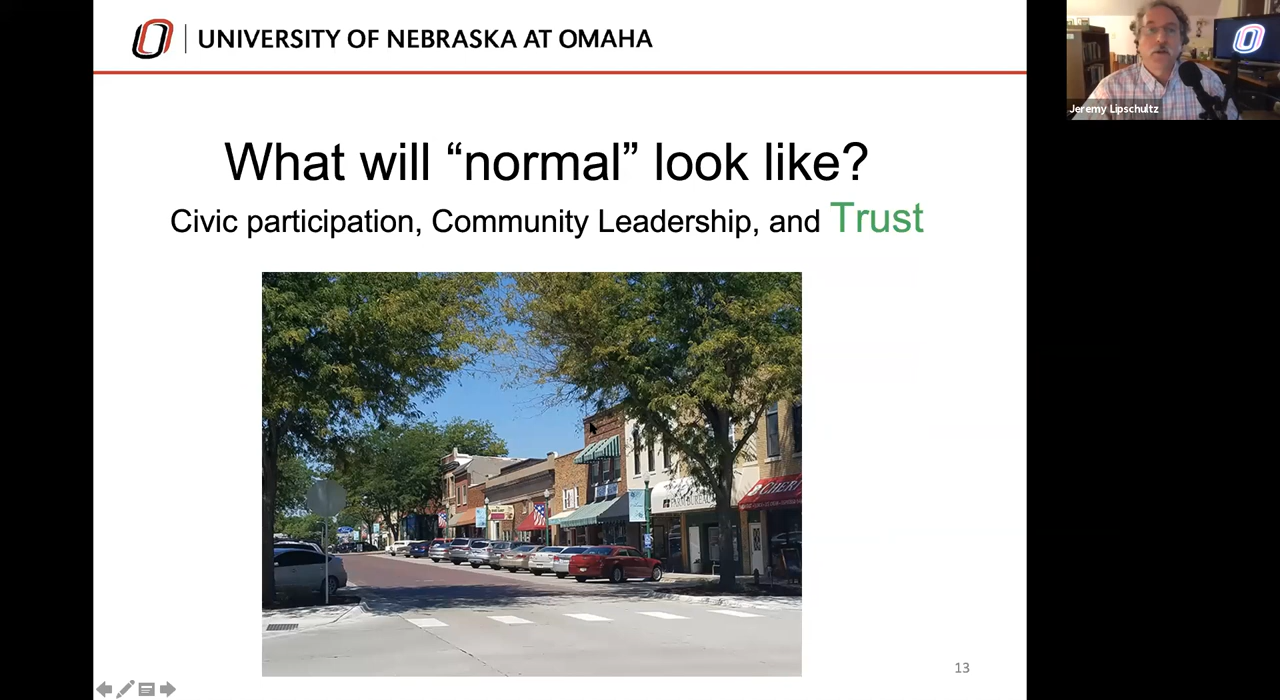 UNIVERSITY OF NEBRASKA AT OMAHA
Jeremy Lipschultz
What will “normal” look like?
Civic participation, Community Leadership, and Trust
13